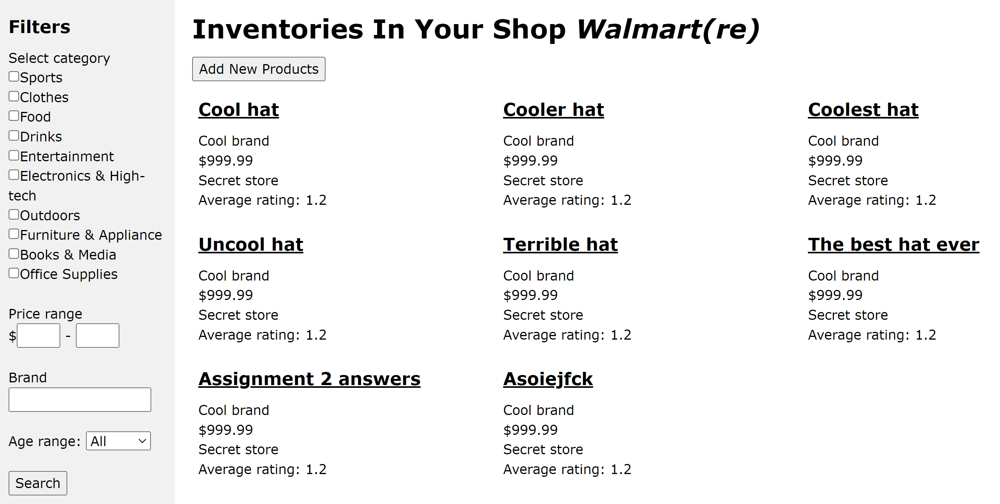 Filters
Select category
Sports
Clothes
Food
Drinks
Entertainment
Electronics & High-
tech
Outdoors
Furniture & Appliance
Books & Media
Office Supplies
Price range
$ -
Brand
Age range: All
Search
Inventories In Your Shop Walmart(re)
Add New Products
Cool hat
Cool brand
$999.99
Secret store
Average rating: 1.2
Cooler hat
Cool brand
$999.99
Secret store
Average rating: 1.2
Coolest hat
Cool brand
$999.99
Secret store
Average rating: 1.2
Uncool hat
Cool brand
$999.99
Secret store
Average rating: 1.2
Terrible hat
Cool brand
$999.99
Secret store
Average rating: 1.2
The best hat ever
Cool brand
$999.99
Secret store
Average rating: 1.2
Assignment 2 answers
Cool brand
$999.99
Secret store
Average rating: 1.2
Asoiejfck
Cool brand
$999.99
Secret store
Average rating: 1.2